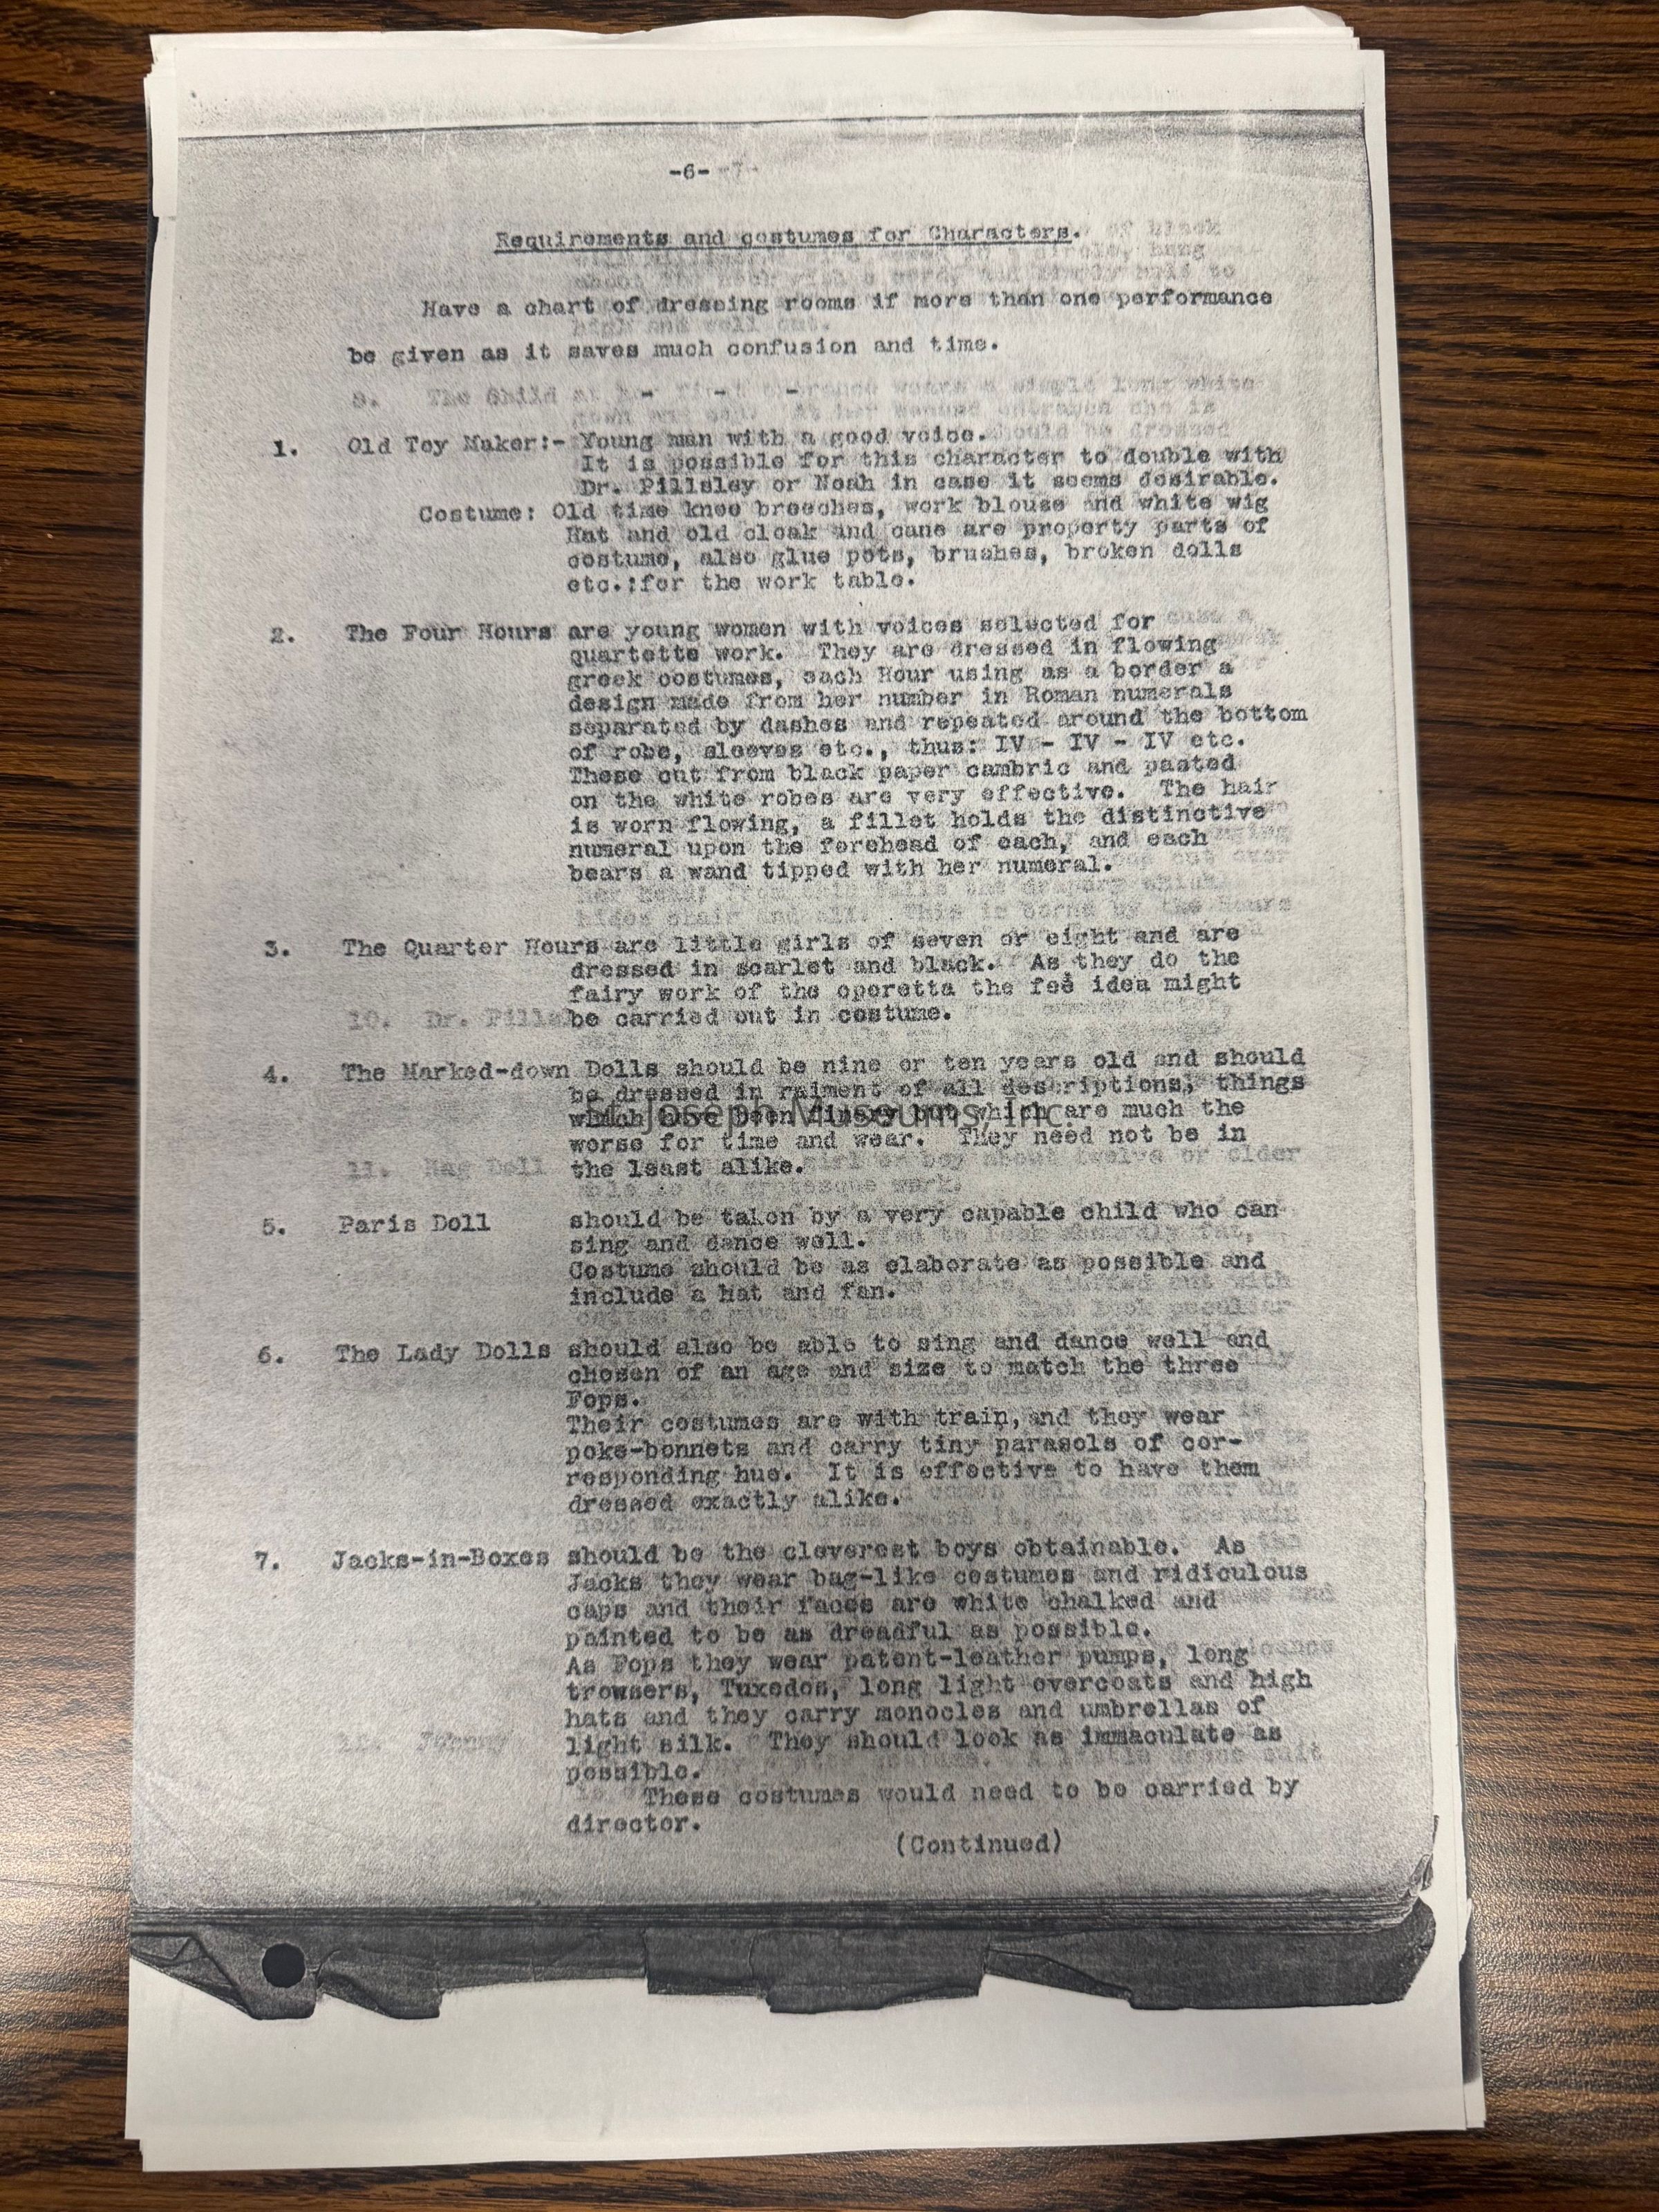 -6-
Requirements and costumes for Characters.
Have a chart of dressing rooms if more than one performance
be given as it saves much confusion and time.
1. Old Toy Maker:- Young man with a good voice.
It is possible for this character to double with
Dr. Pillsley or Noah in case it seems desirable.
Costume: Old time knee breeches, work blouse and white wig
Hat and old cloak and cane are property parts of
costume, also glue pots, brushes, broken dolls
etc.;for the work table.
2. The Four Hours are young women with voices selected for
quartette work. They are dressed in flowing
greek costumes, each Hour using as a border a
design made from her number in Roman numerals
separated by dashes and repeated around the bottom
of robe, sleeves etc., thus: IV - IV - IV etc.
These cut from black paper cambric and pasted
on the white robes are very effective. The hair
is worn flowing, a fillet holds the distinctive
numeral upon the forehead of each, and each
bears a wand tipped with her numeral.
3. The Quarter Hours are little girls of seven or eight and are
dressed in scarlet and black. As they do the
fairy work of the operetta the feé idea might
be carried out in costume.
4. The Marked-down Dolls should be nine or ten years old and should
be dressed in raiment of all descriptions, things
which have been finery but which are much the
St. Joseph Museums, Inc.
worse for time and wear. They need not be in
the least alike.
5. Paris Doll should be taken by a very capable child who can
sing and dance well.
Costume should be as elaborate as possible and
include a hat and fan.
6. The Lady Dolls should also be able to sing and dance well and
chosen of an age and size to match the three
Fops.
Their costumes are with train, and they wear
poke-bonnets and carry tiny parasols of cor-
responding hue. It is effective to have them
dressed exactly alike.
7. Jacks-in-Boxes should be the cleverest boys obtainable. As
Jacks they wear bag-like costumes and ridiculous
caps and their faces are white chalked and
painted to be as dreadful as possible.
As Fops they wear patent-leather pumps, long
trowsers, Tuxedos, long light overcoats and high
hats and they carry monocles and umbrellas of
light silk. They should look as immaculate as
possible.
These costumes would need to be carried by
director.
(Continued)